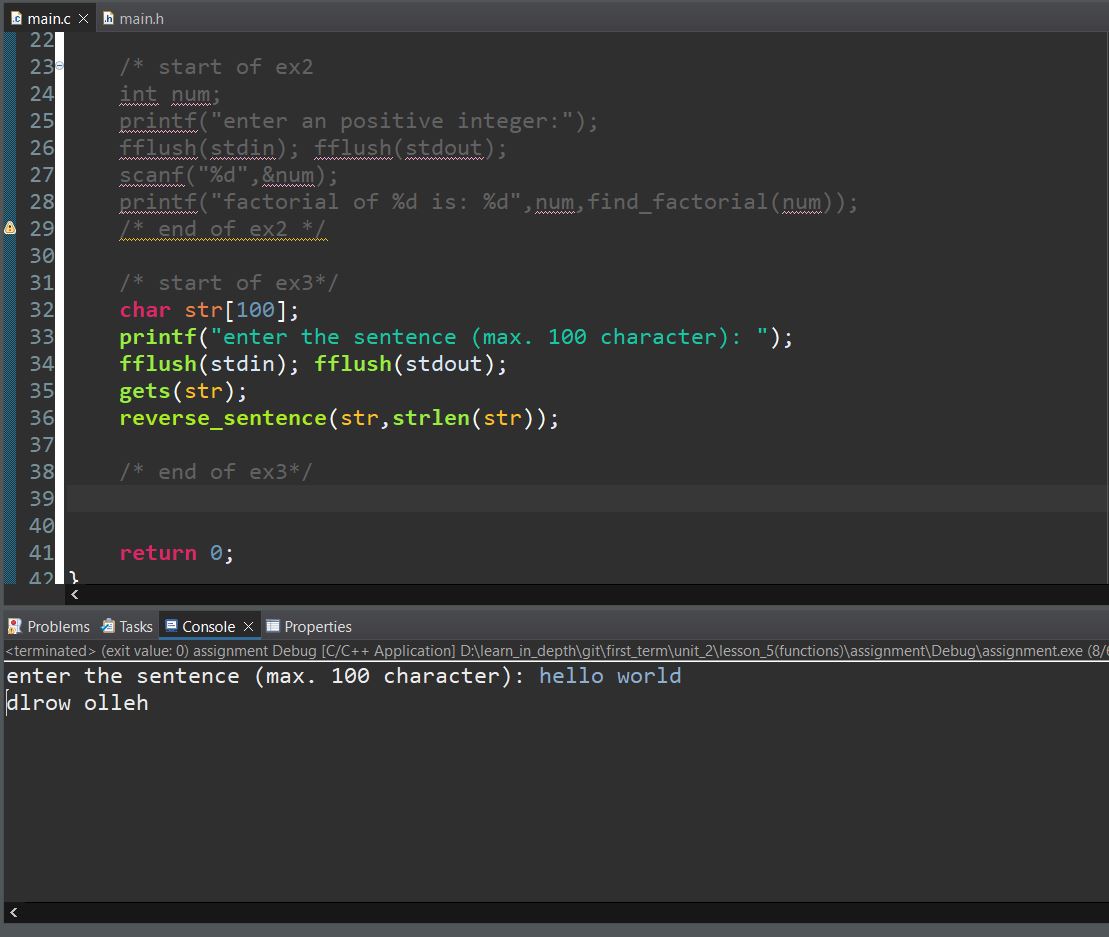 main.c main.h
22
23 /* start of ex2
24 int num;
25 printf("enter an positive integer:");
26 fflush(stdin); fflush(stdout);
27 scanf("%d",&num);
28 printf("factorial of %d is: %d",num,find_factorial(num));
29 /* end of ex2 */
30
31 /* start of ex3*/
32 char str[100];
33 printf("enter the sentence (max. 100 character): ");
34 fflush(stdin); fflush(stdout);
35 gets(str);
36 reverse_sentence(str,strlen(str));
37
38 /* end of ex3*/
39
40
41 return 0;
42 }
Problems Tasks Console Properties
<terminated> (exit value: 0) assignment Debug [C/C++ Application] D:\learn_in_depth\git\first_term\unit_2\lesson_5(functions)\assignment\Debug\assignment.exe (8/6
enter the sentence (max. 100 character): hello world
dlrow olleh